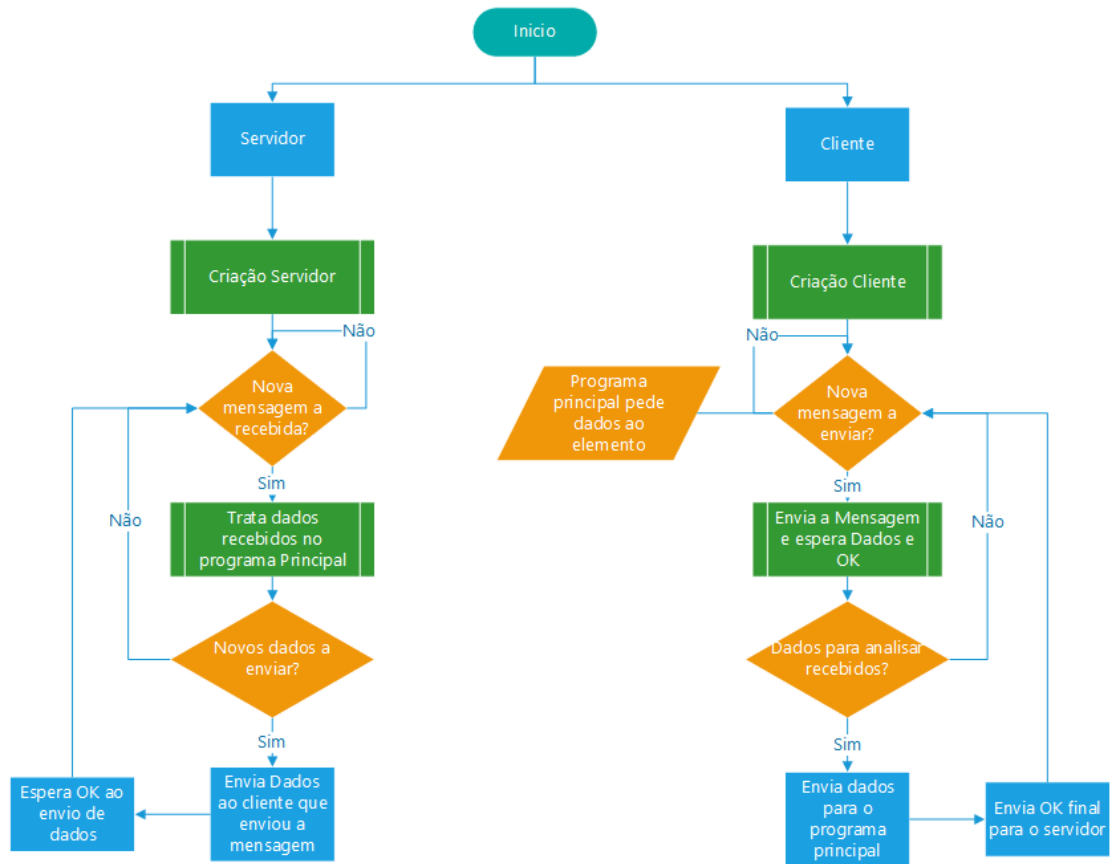 Inicio
Servidor
Cliente
Criação Servidor
Criação Cliente
Não
Não
Nova
mensagem a
recebida?
Programa
principal pede
dados ao
elemento
Nova
mensagem a
enviar?
Sim
Sim
Não
Trata dados
recebidos no
programa Principal
Envia a Mensagem
e espera Dados e
OK
Não
Novos dados a
enviar?
Dados para analisar
recebidos?
Sim
Sim
Espera OK ao
envio de
dados
Envia Dados
ao cliente que
enviou a
mensagem
Envia dados
para o
programa
principal
Envia OK final
para o servidor